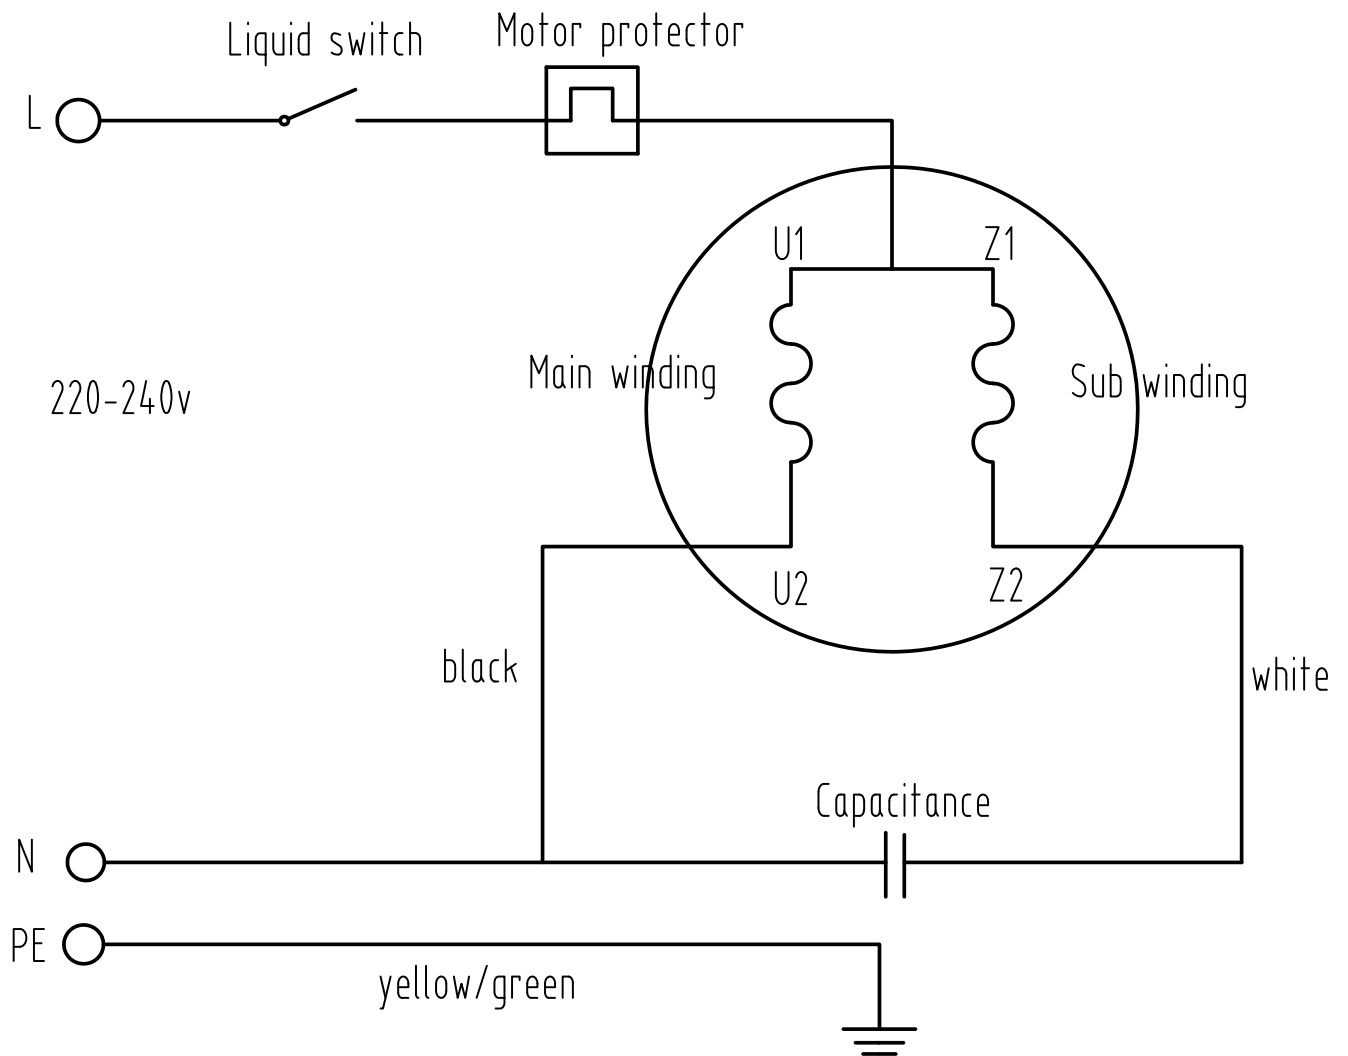 Liquid switch
Motor protector
L
U1
Z1
Main winding
Sub winding
220-240v
U2
Z2
black
white
Capacitance
N
PE
yellow/green